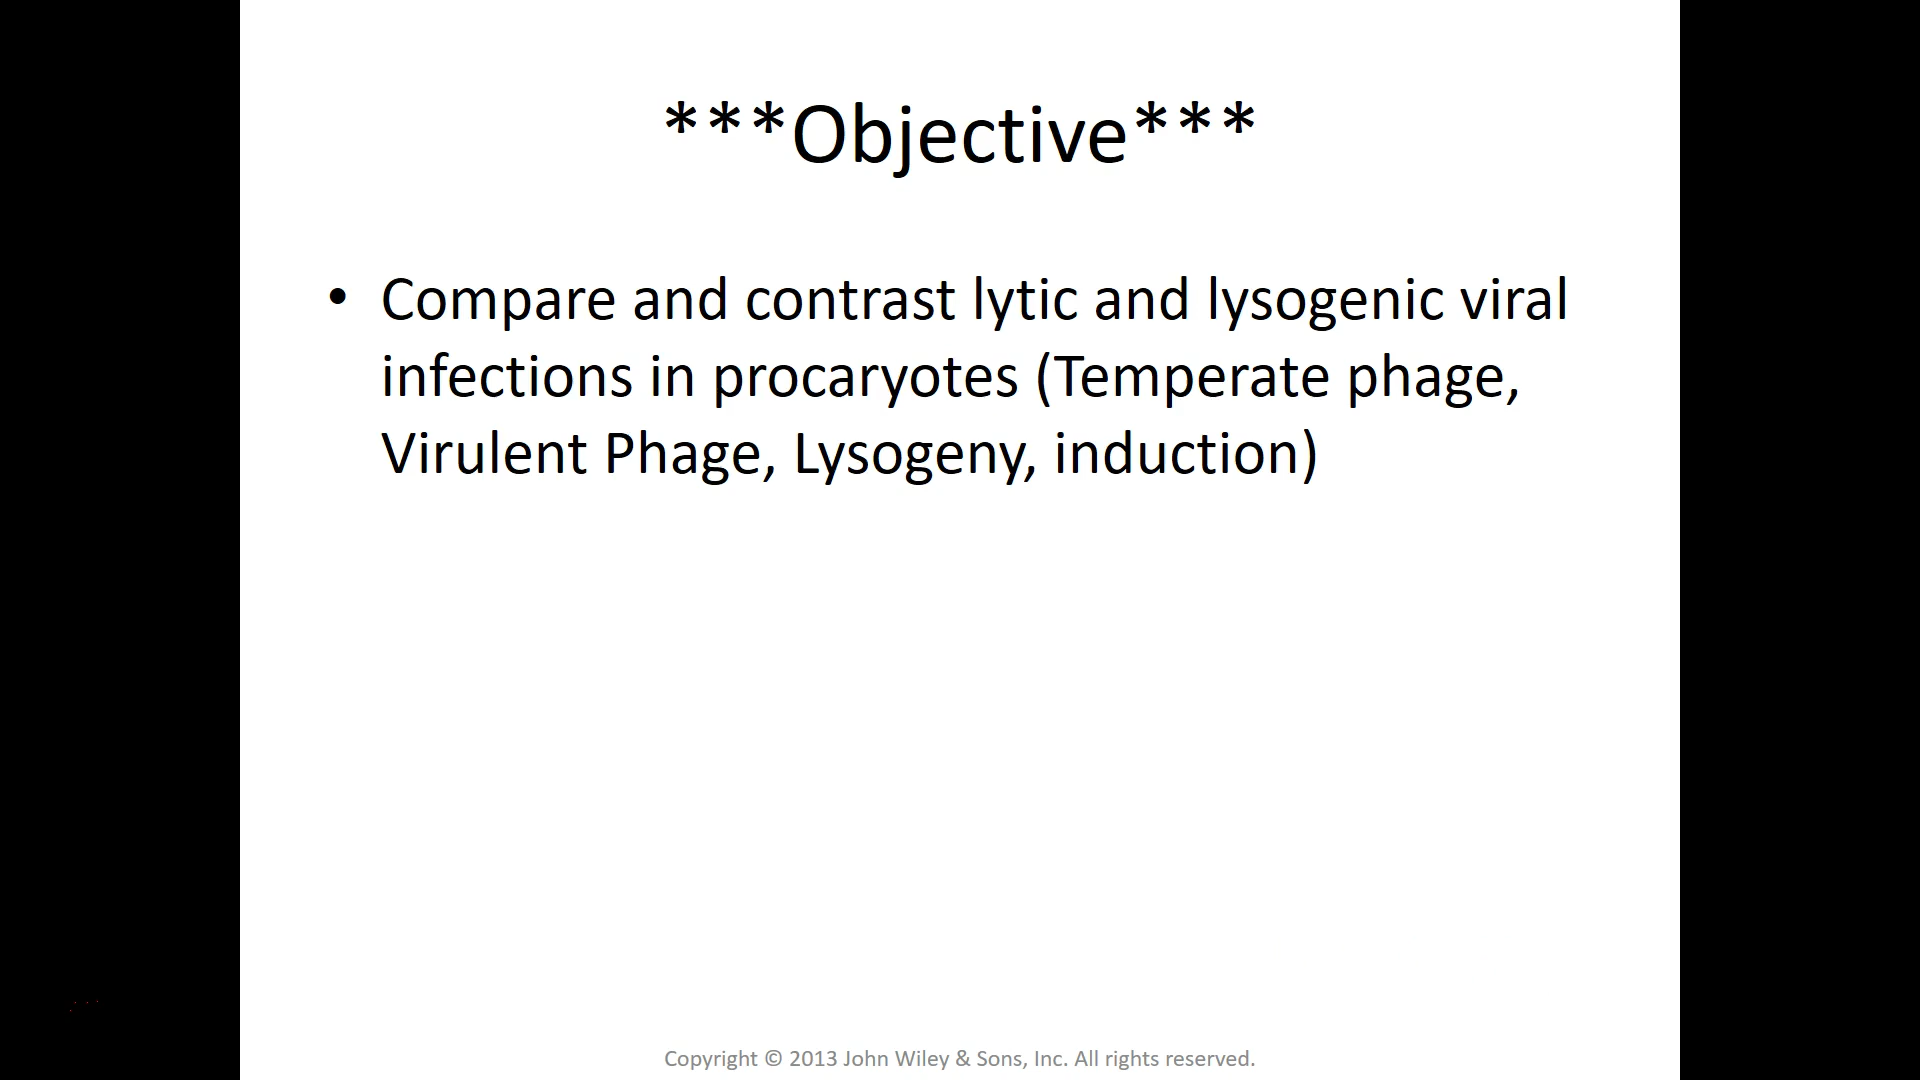 ***Objective***
• Compare and contrast lytic and lysogenic viral
infections in procaryotes (Temperate phage,
Virulent Phage, Lysogeny, induction)
Copyright © 2013 John Wiley & Sons, Inc. All rights reserved.